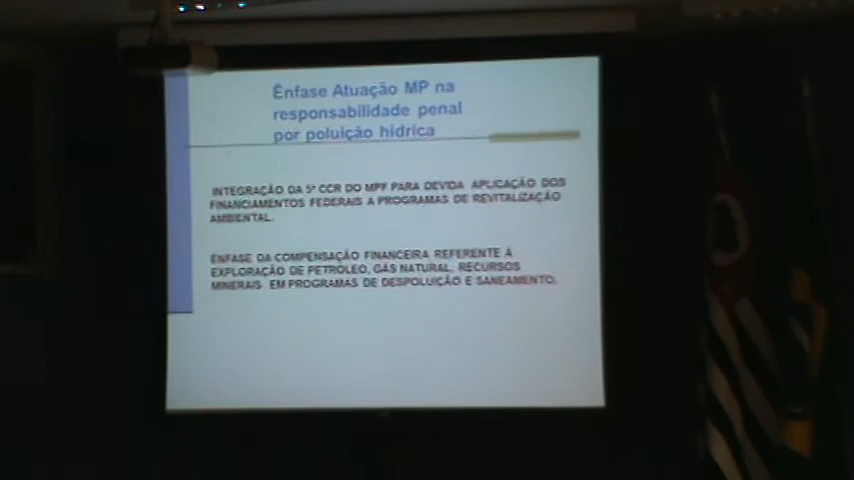 Ênfase Atuação MP na
responsabilidade penal
por poluição hídrica
INTEGRAÇÃO DA 5ª CCR DO MPF PARA DEVIDA APLICAÇÃO DOS
FINANCIAMENTOS FEDERAIS A PROGRAMAS DE REVITALIZAÇÃO
AMBIENTAL.
ENFASE DA COMPENSAÇÃO FINANCEIRA REFERENTE À
EXPLORAÇÃO DE PETRÓLEO, GÁS NATURAL, RECURSOS
MINERAIS EM PROGRAMAS DE DESPOLUIÇÃO E SANEAMENTO.